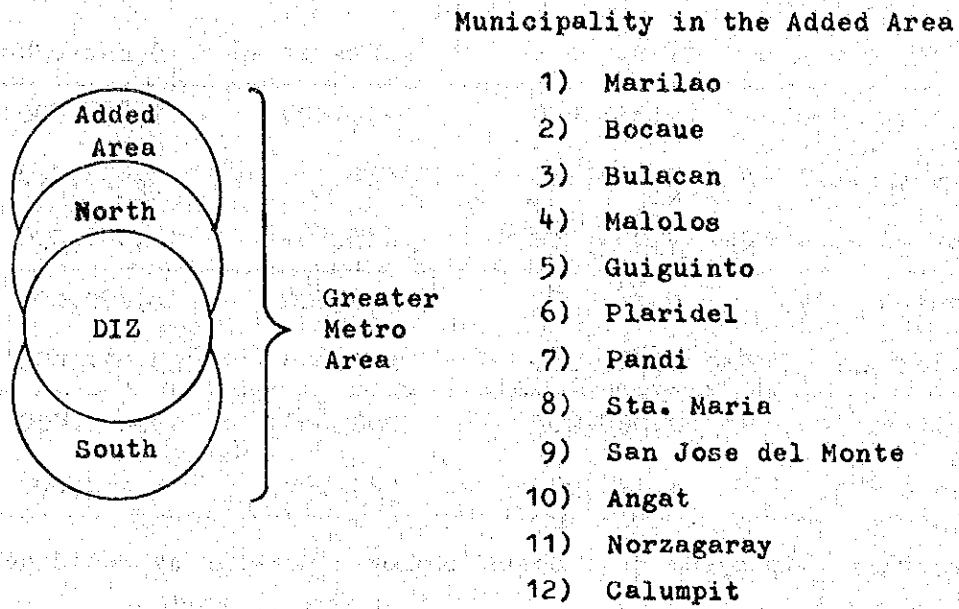 Municipality in the Added Area
Added
Area
North
DIZ
South
Greater
Metro
Area
1) Marilao
2) Bocaue
3) Bulacan
4) Malolos
5) Guiguinto
6) Plaridel
7) Pandi
8) Sta. Maria
9) San Jose del Monte
10) Angat
11) Norzagaray
12) Calumpit